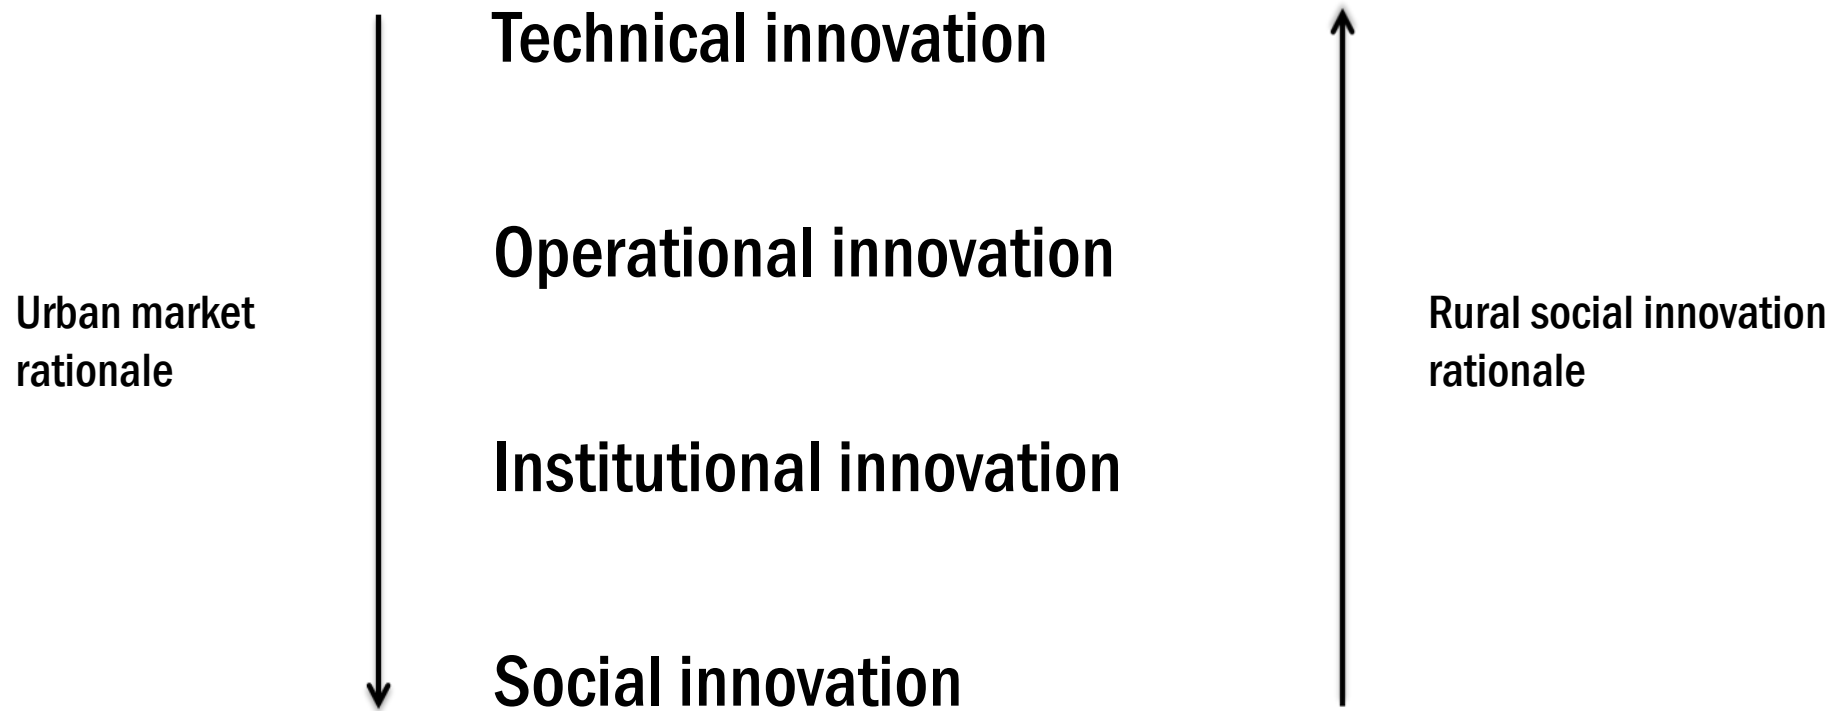 Technical innovation
Operational innovation
Urban market
rationale
Rural social innovation
rationale
Institutional innovation
Social innovation